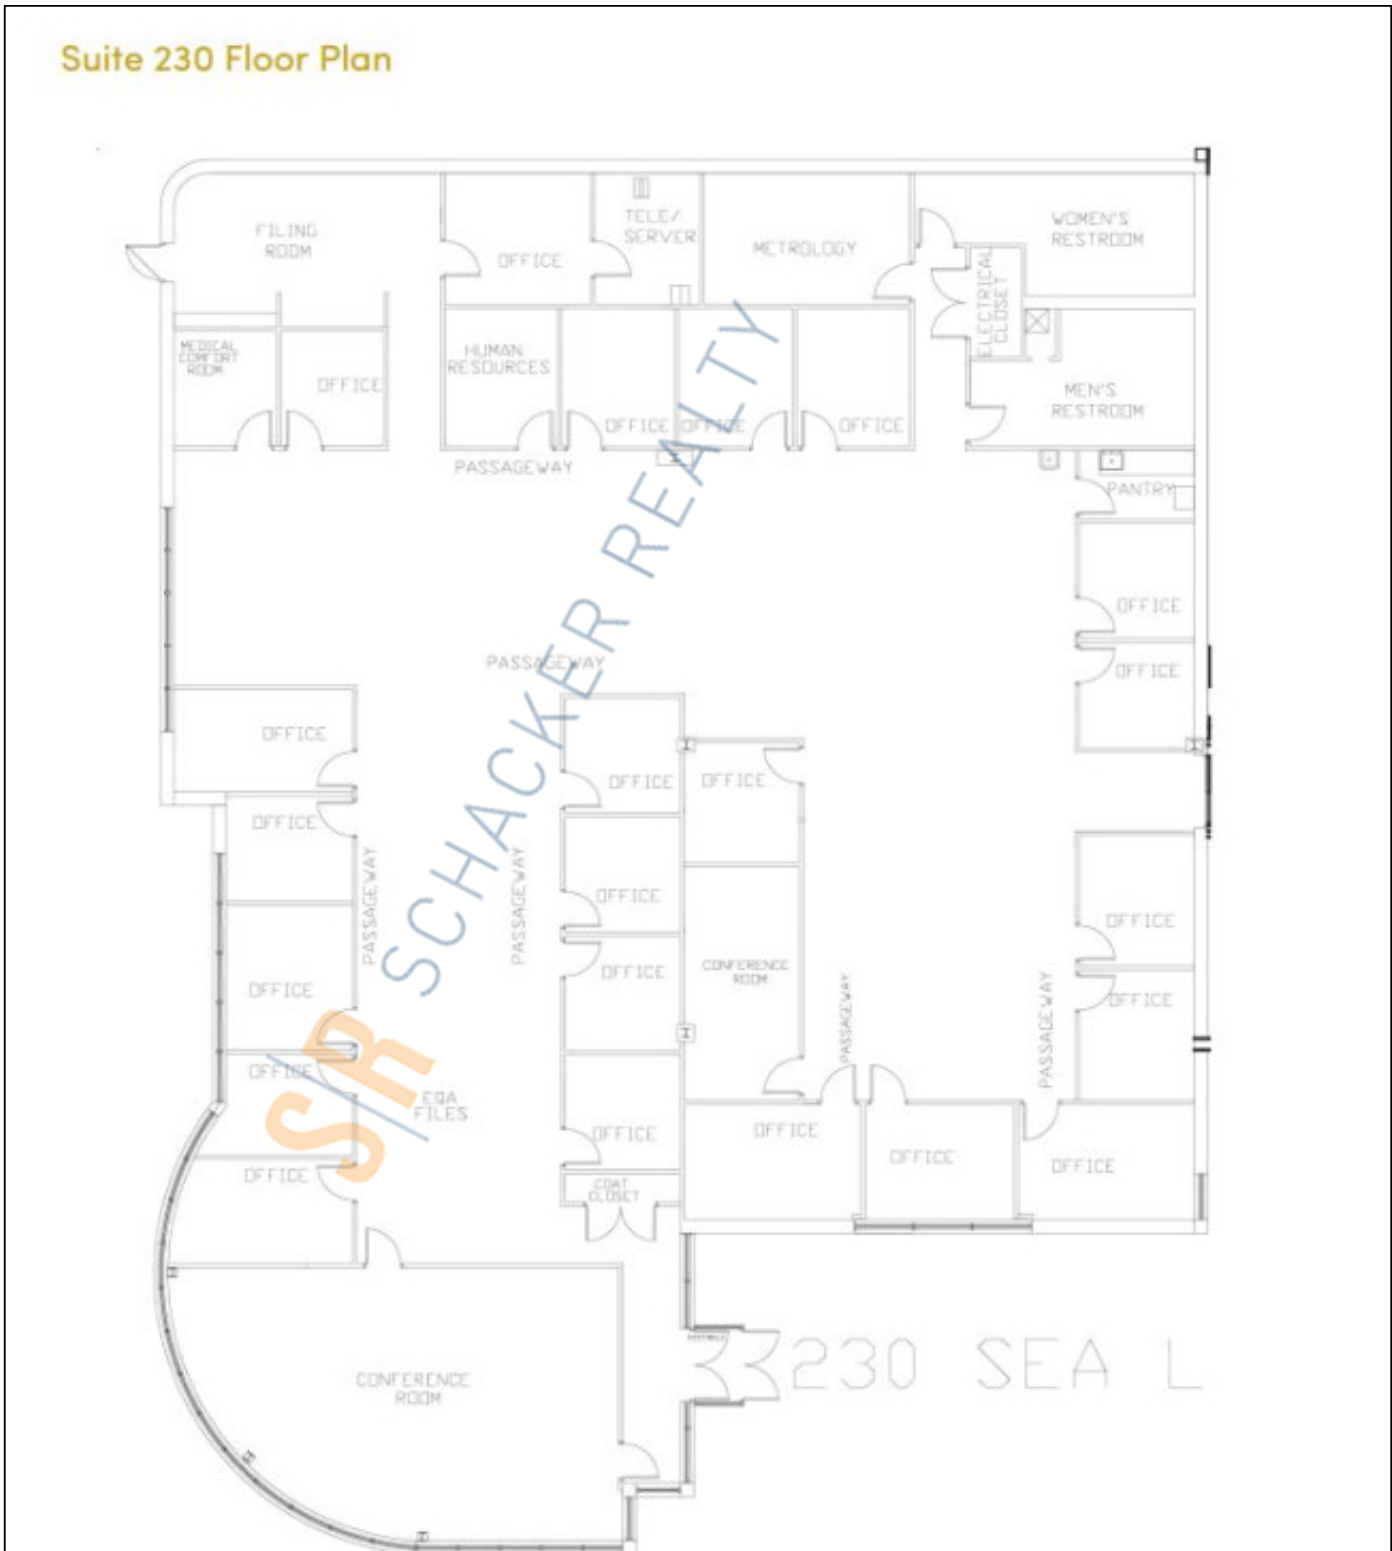 Suite 230 Floor Plan
FILING
ROOM
OFFICE
TELE/
SERVER
METROLOGY
WOMEN'S
RESTROOM
ELECTRICAL
CLOSET
MEDICAL
COMFORT
ROOM
OFFICE
HUMAN
RESOURCES
OFFICE
OFFICE
OFFICE
MEN'S
RESTROOM
PASSAGEWAY
PANTRY
OFFICE
OFFICE
PASSAGEWAY
OFFICE
OFFICE
OFFICE
OFFICE
PASSAGEWAY
PASSAGEWAY
OFFICE
OFFICE
OFFICE
CONFERENCE
ROOM
OFFICE
OFFICE
PASSAGEWAY
PASSAGEWAY
OFFICE
EQA
FILES
OFFICE
OFFICE
OFFICE
OFFICE
OFFICE
COAT
CLOSET
CONFERENCE
ROOM
230 SEA L
S/R SCHACKER REALTY